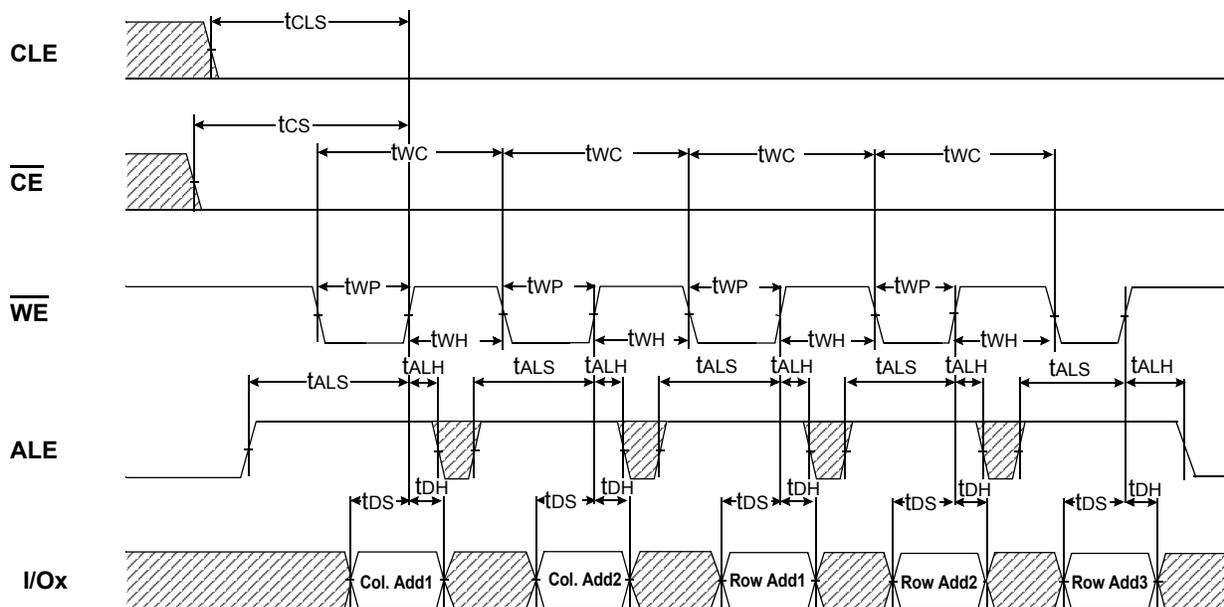 CLE
tCLS
CE
tCS
tWC tWC tWC tWC
WE
tWP tWP tWP tWP
tWH tWH tWH tWH
tALS tALH tALS tALH tALS tALH tALS tALH tALS tALH
ALE
tDS tDH tDS tDH tDS tDH tDS tDH tDS tDH
I/Ox
Col. Add1 Col. Add2 Row Add1 Row Add2 Row Add3